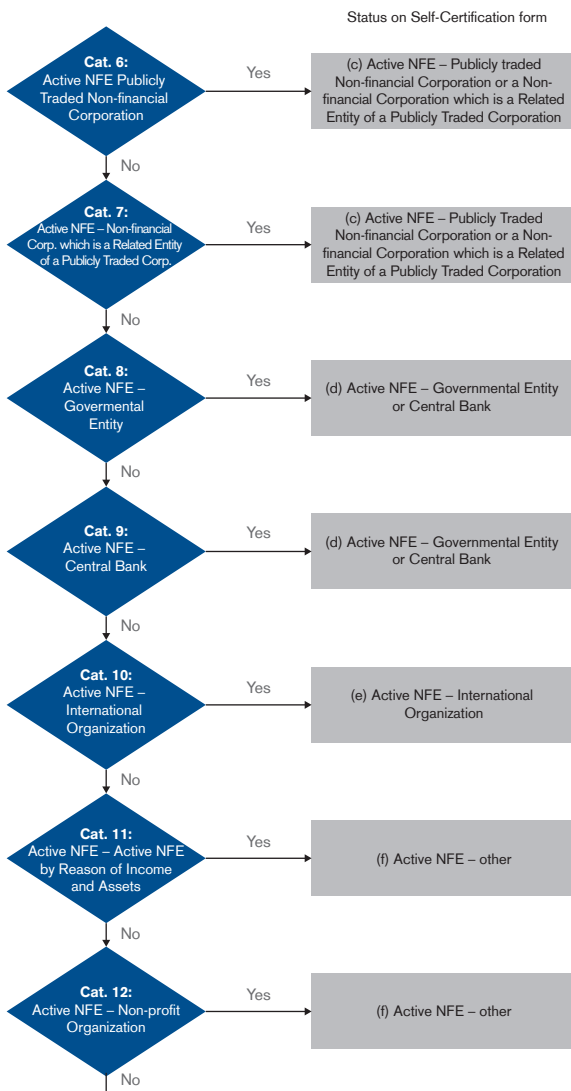 Status on Self-Certification form
Cat. 6:
Active NFE Publicly
Traded Non-financial
Corporation
Yes
(c) Active NFE – Publicly traded
Non-financial Corporation or a Non-
financial Corporation which is a Related
Entity of a Publicly Traded Corporation
No
Cat. 7:
Active NFE – Non-financial
Corp. which is a Related Entity
of a Publicly Traded Corp.
Yes
(c) Active NFE – Publicly Traded
Non-financial Corporation or a Non-
financial Corporation which is a Related
Entity of a Publicly Traded Corporation
No
Cat. 8:
Active NFE –
Govermental
Entity
Yes
(d) Active NFE – Governmental Entity
or Central Bank
No
Cat. 9:
Active NFE –
Central Bank
Yes
(d) Active NFE – Governmental Entity
or Central Bank
No
Cat. 10:
Active NFE –
International
Organization
Yes
(e) Active NFE – International
Organization
No
Cat. 11:
Active NFE – Active NFE
by Reason of Income
and Assets
Yes
(f) Active NFE – other
No
Cat. 12:
Active NFE – Non-profit
Organization
Yes
(f) Active NFE – other
No